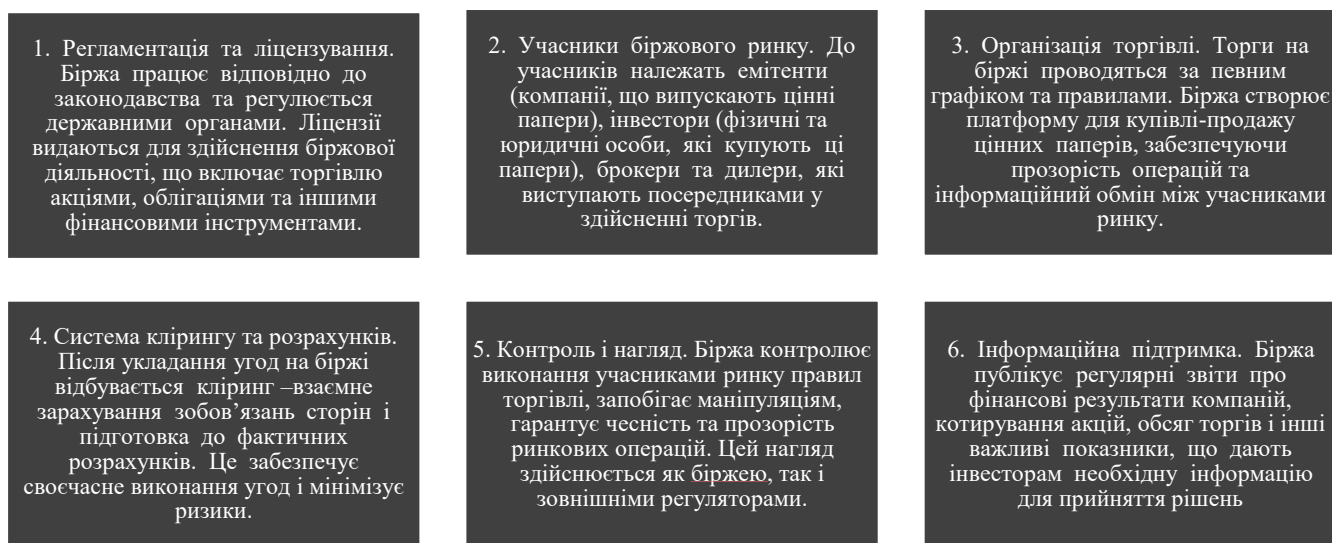 1. Регламентація та ліцензування.
Біржа працює відповідно до
законодавства та регулюється
державними органами. Ліцензії
видаються для здійснення біржової
діяльності, що включає торгівлю
акціями, облігаціями та іншими
фінансовими інструментами.
2. Учасники біржового ринку. До
учасників належать емітенти
(компанії, що випускають цінні
папери), інвестори (фізичні та
юридичні особи, які купують ці
папери), брокери та дилери, які
виступають посередниками у
здійсненні торгів.
3. Організація торгівлі. Торги на
біржі проводяться за певним
графіком та правилами. Біржа створює
платформу для купівлі-продажу
цінних паперів, забезпечуючи
прозорість операцій та
інформаційний обмін між учасниками
ринку.
4. Система клірингу та розрахунків.
Після укладання угод на біржі
відбувається кліринг –взаємне
зарахування зобов’язань сторін і
підготовка до фактичних
розрахунків. Це забезпечує
своєчасне виконання угод і мінімізує
ризики.
5. Контроль і нагляд. Біржа контролює
виконання учасниками ринку правил
торгівлі, запобігає маніпуляціям,
гарантує чесність та прозорість
ринкових операцій. Цей нагляд
здійснюється як біржею, так і
зовнішніми регуляторами.
6. Інформаційна підтримка. Біржа
публікує регулярні звіти про
фінансові результати компаній,
котирування акцій, обсяг торгів і інші
важливі показники, що дають
інвесторам необхідну інформацію
для прийняття рішень